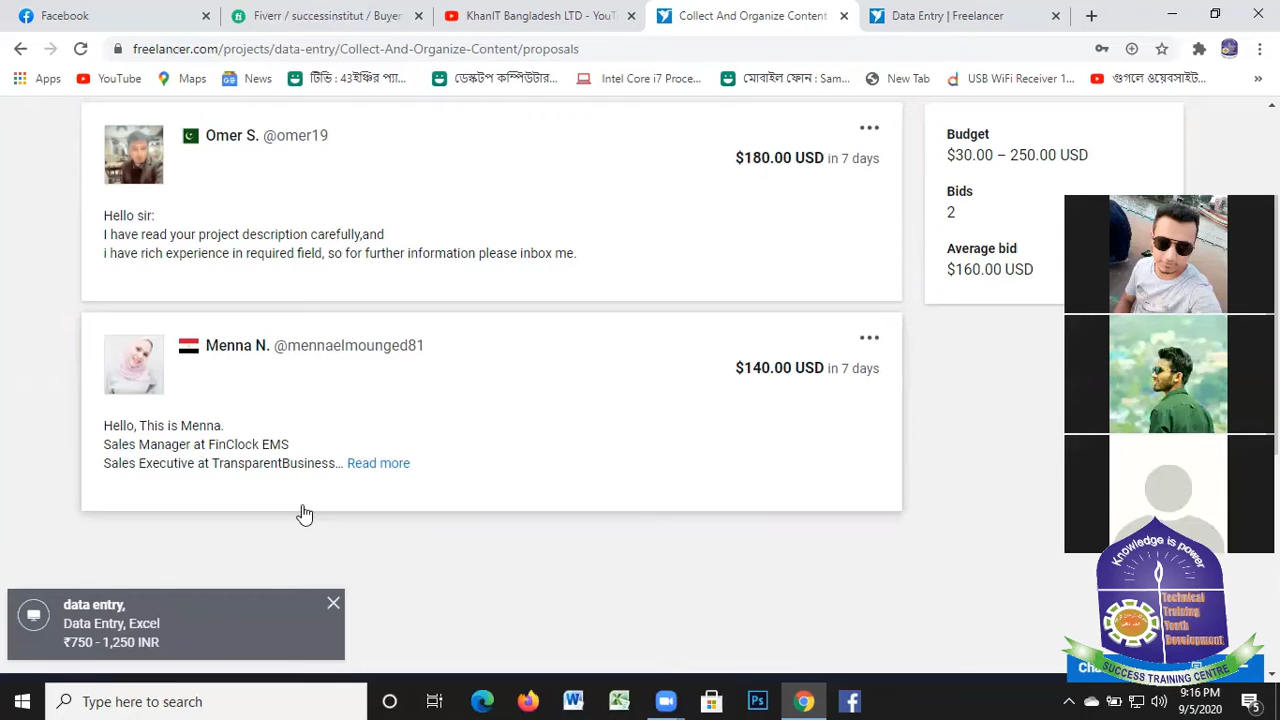 Facebook
Fiverr / successinstitut / Buyer
KhanIT Bangladesh LTD - YouT
Collect And Organize Content
Data Entry | Freelancer
freelancer.com/projects/data-entry/Collect-And-Organize-Content/proposals
Apps
YouTube
Maps
News
টিভি : 43ইঞ্চির প্যা...
ডেস্কটপ কম্পিউটার...
Intel Core i7 Proce...
মোবাইল ফোন : Sam...
New Tab
USB WiFi Receiver 1...
গুগলে ওয়েবসাইট...
Omer S. @omer19
$180.00 USD in 7 days
Hello sir:
I have read your project description carefully,and
i have rich experience in required field, so for further information please inbox me.
Menna N. @mennaelmounged81
$140.00 USD in 7 days
Hello, This is Menna.
Sales Manager at FinClock EMS
Sales Executive at TransparentBusiness... Read more
Budget
$30.00 – 250.00 USD
Bids
2
Average bid
$160.00 USD
data entry,
Data Entry, Excel
₹750 - 1,250 INR
Knowledge is power
Technical
Training
Youth
Development
SUCCESS TRAINING CENTRE
Type here to search
9:16 PM
9/5/2020
5